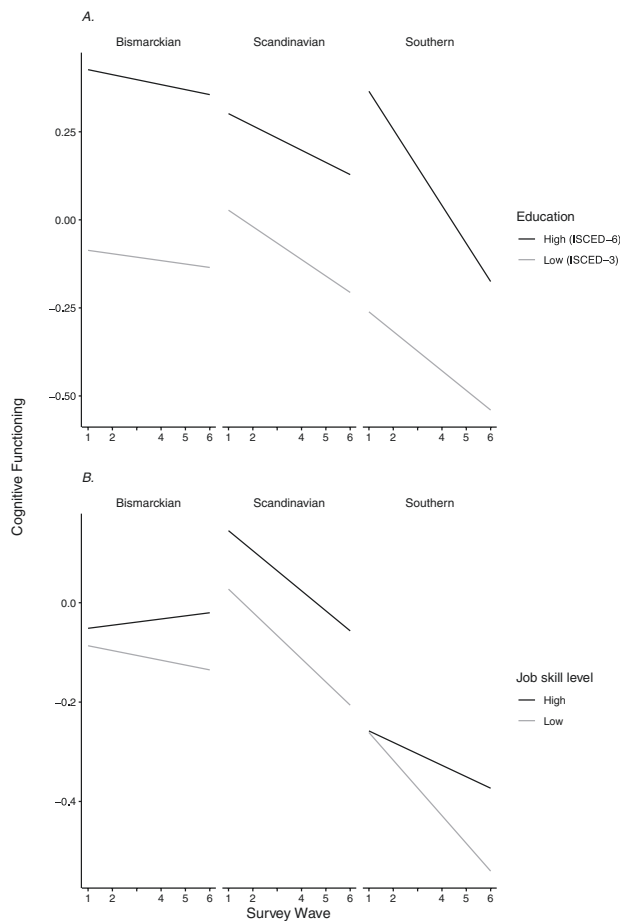 A.
Bismarckian Scandinavian Southern
0.25
0.00
−0.25
−0.50
1 2 4 5 6 1 2 4 5 6 1 2 4 5 6
Education
High (ISCED−6)
Low (ISCED−3)
Cognitive Functioning
B.
Bismarckian Scandinavian Southern
0.0
−0.2
−0.4
1 2 4 5 6 1 2 4 5 6 1 2 4 5 6
Job skill level
High
Low
Survey Wave